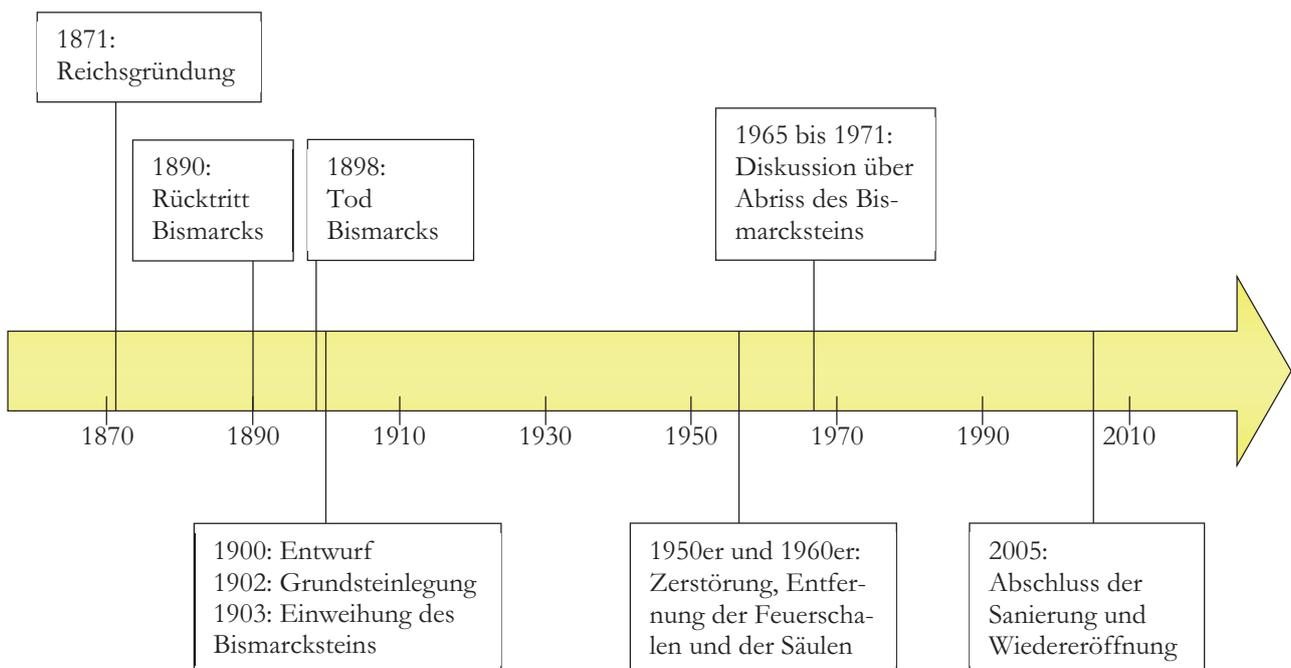 1871:
Reichsgründung
1890:
Rücktritt
Bismarcks
1898:
Tod
Bismarcks
1965 bis 1971:
Diskussion über
Abriss des Bis-
marcksteins
1870
1890
1910
1930
1950
1970
1990
2010
1900: Entwurf
1902: Grundsteinlegung
1903: Einweihung des
Bismarcksteins
1950er und 1960er:
Zerstörung, Entfer-
nung der Feuerscha-
len und der Säulen
2005:
Abschluss der
Sanierung und
Wiedereröffnung